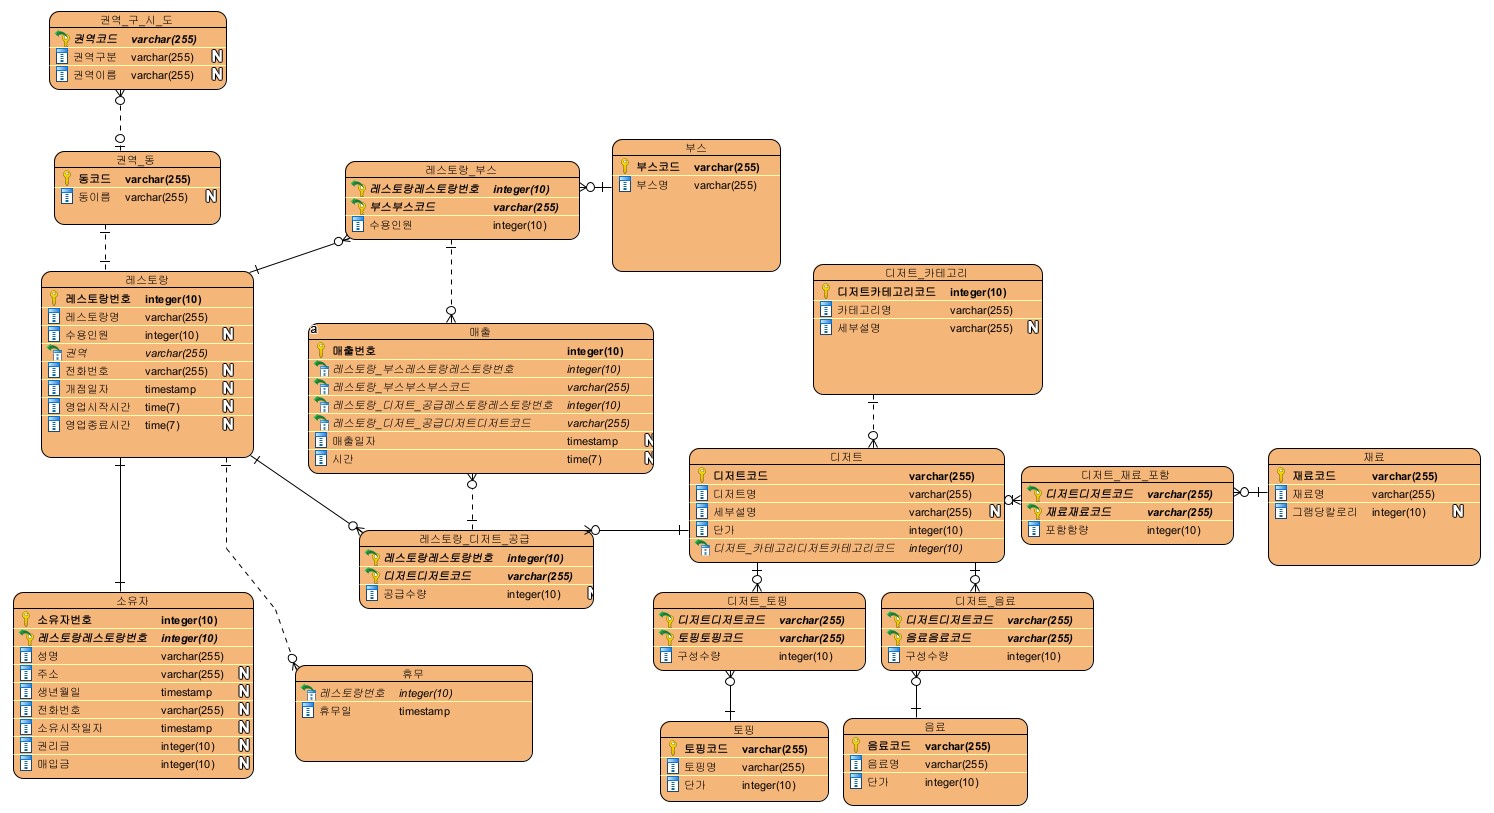 권역_구_시_도
권역코드 varchar(255)
권역구분 varchar(255) N
권역이름 varchar(255) N
권역_동
동코드 varchar(255)
동이름 varchar(255) N
레스토랑_부스
레스토랑레스토랑번호 integer(10)
부스부스코드 varchar(255)
수용인원 integer(10)
부스
부스코드 varchar(255)
부스명 varchar(255)
레스토랑
레스토랑번호 integer(10)
레스토랑명 varchar(255)
수용인원 integer(10) N
권역 varchar(255)
전화번호 varchar(255) N
개점일자 timestamp N
영업시작시간 time(7) N
영업종료시간 time(7) N
a
매출
매출번호 integer(10)
레스토랑_부스레스토랑레스토랑번호 integer(10)
레스토랑_부스부스부스코드 varchar(255)
레스토랑_디저트_공급레스토랑레스토랑번호 integer(10)
레스토랑_디저트_공급디저트디저트코드 varchar(255)
매출일자 timestamp N
시간 time(7) N
디저트_카테고리
디저트카테고리코드 integer(10)
카테고리명 varchar(255)
세부설명 varchar(255) N
디저트
디저트코드 varchar(255)
디저트명 varchar(255)
세부설명 varchar(255) N
단가 integer(10)
디저트_카테고리디저트카테고리코드 integer(10)
디저트_재료_포함
디저트디저트코드 varchar(255)
재료재료코드 varchar(255)
포함함량 integer(10)
재료
재료코드 varchar(255)
재료명 varchar(255)
그램당칼로리 integer(10) N
레스토랑_디저트_공급
레스토랑레스토랑번호 integer(10)
디저트디저트코드 varchar(255)
공급수량 integer(10) N
소유자
소유자번호 integer(10)
레스토랑레스토랑번호 integer(10)
성명 varchar(255)
주소 varchar(255) N
생년월일 timestamp N
전화번호 varchar(255) N
소유시작일자 timestamp N
권리금 integer(10) N
매입금 integer(10) N
휴무
레스토랑번호 integer(10)
휴무일 timestamp
디저트_토핑
디저트디저트코드 varchar(255)
토핑토핑코드 varchar(255)
구성수량 integer(10)
디저트_음료
디저트디저트코드 varchar(255)
음료음료코드 varchar(255)
구성수량 integer(10)
토핑
토핑코드 varchar(255)
토핑명 varchar(255)
단가 integer(10)
음료
음료코드 varchar(255)
음료명 varchar(255)
단가 integer(10)